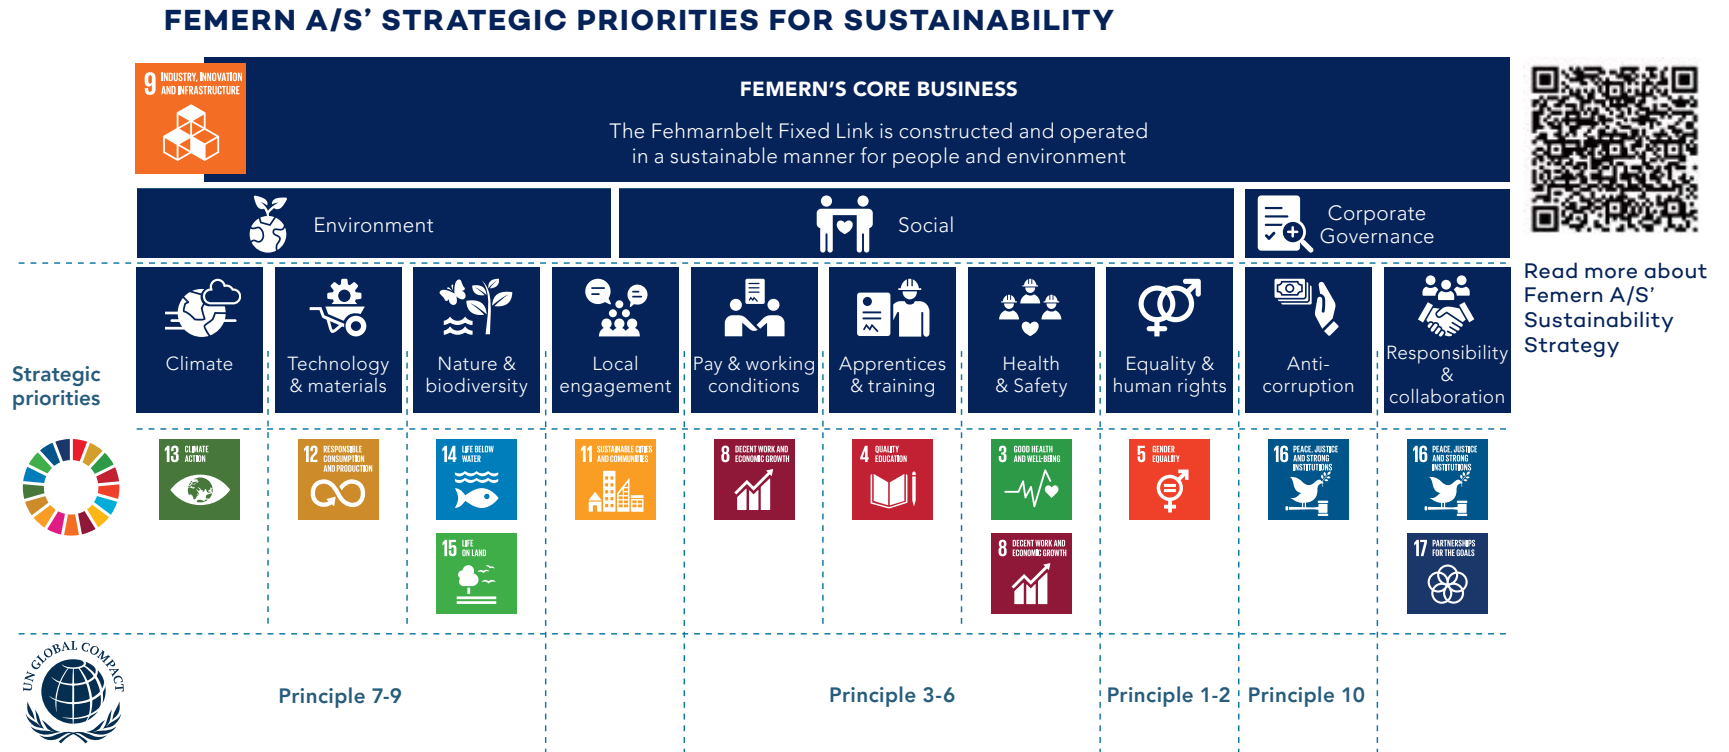 FEMERN A/S’ STRATEGIC PRIORITIES FOR SUSTAINABILITY
9 INDUSTRY, INNOVATION
AND INFRASTRUCTURE
FEMERN’S CORE BUSINESS
The Fehmarnbelt Fixed Link is constructed and operated
in a sustainable manner for people and environment
Environment
Social
Corporate
Governance
Read more about
Femern A/S’
Sustainability
Strategy
Strategic
priorities
Climate
Technology
& materials
Nature &
biodiversity
Local
engagement
Pay & working
conditions
Apprentices
& training
Health
& Safety
Equality &
human rights
Anti-
corruption
Responsibility
&
collaboration
13 CLIMATE
ACTION
12 RESPONSIBLE
CONSUMPTION
AND PRODUCTION
14 LIFE BELOW
WATER
11 SUSTAINABLE CITIES
AND COMMUNITIES
8 DECENT WORK AND
ECONOMIC GROWTH
4 QUALITY
EDUCATION
3 GOOD HEALTH
AND WELL-BEING
5 GENDER
EQUALITY
16 PEACE, JUSTICE
AND STRONG
INSTITUTIONS
16 PEACE, JUSTICE
AND STRONG
INSTITUTIONS
15 LIFE
ON LAND
8 DECENT WORK AND
ECONOMIC GROWTH
17 PARTNERSHIPS
FOR THE GOALS
UN GLOBAL COMPACT
Principle 7-9
Principle 3-6
Principle 1-2
Principle 10